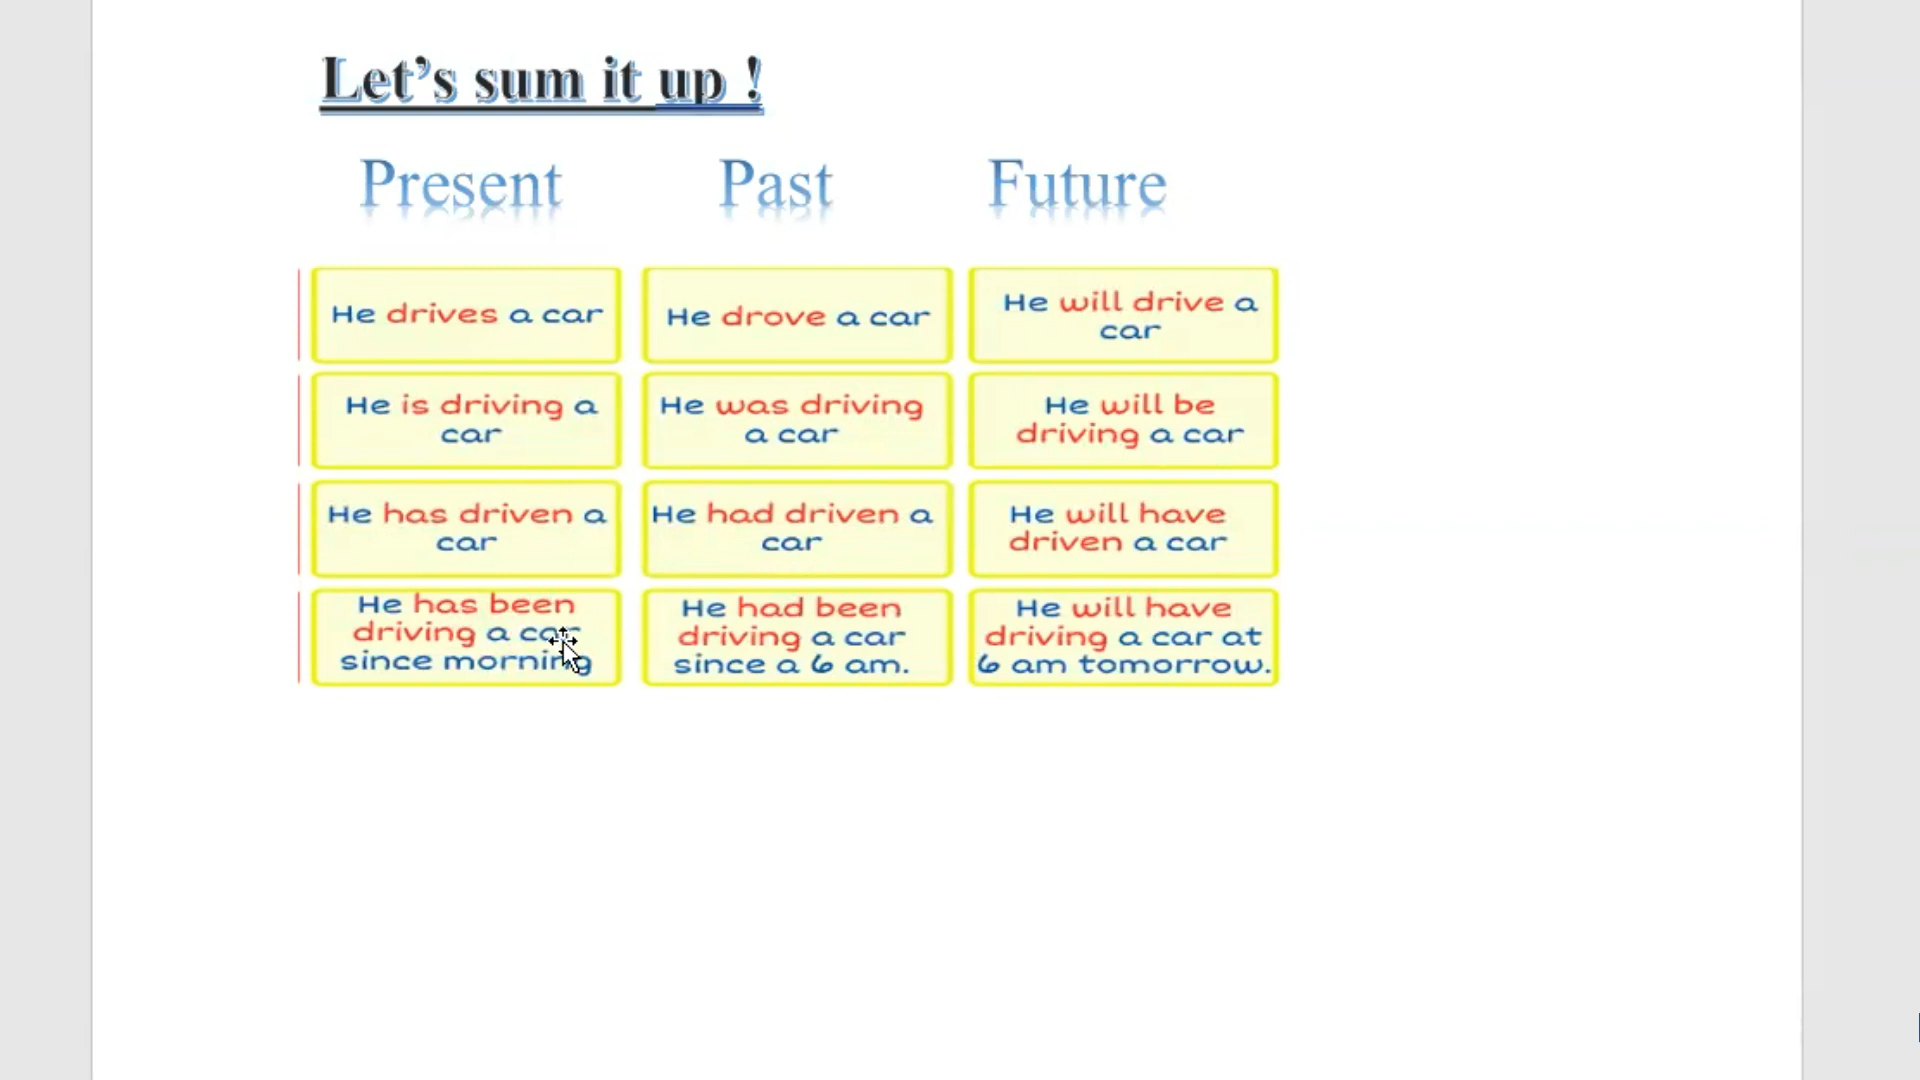 Let's sum it up !
Present Past Future
He drives a car
He drove a car
He will drive a
car
He is driving a
car
He was driving
a car
He will be
driving a car
He has driven a
car
He had driven a
car
He will have
driven a car
He has been
driving a car
since morning
He had been
driving a car
since a 6 am.
He will have
driving a car at
6 am tomorrow.